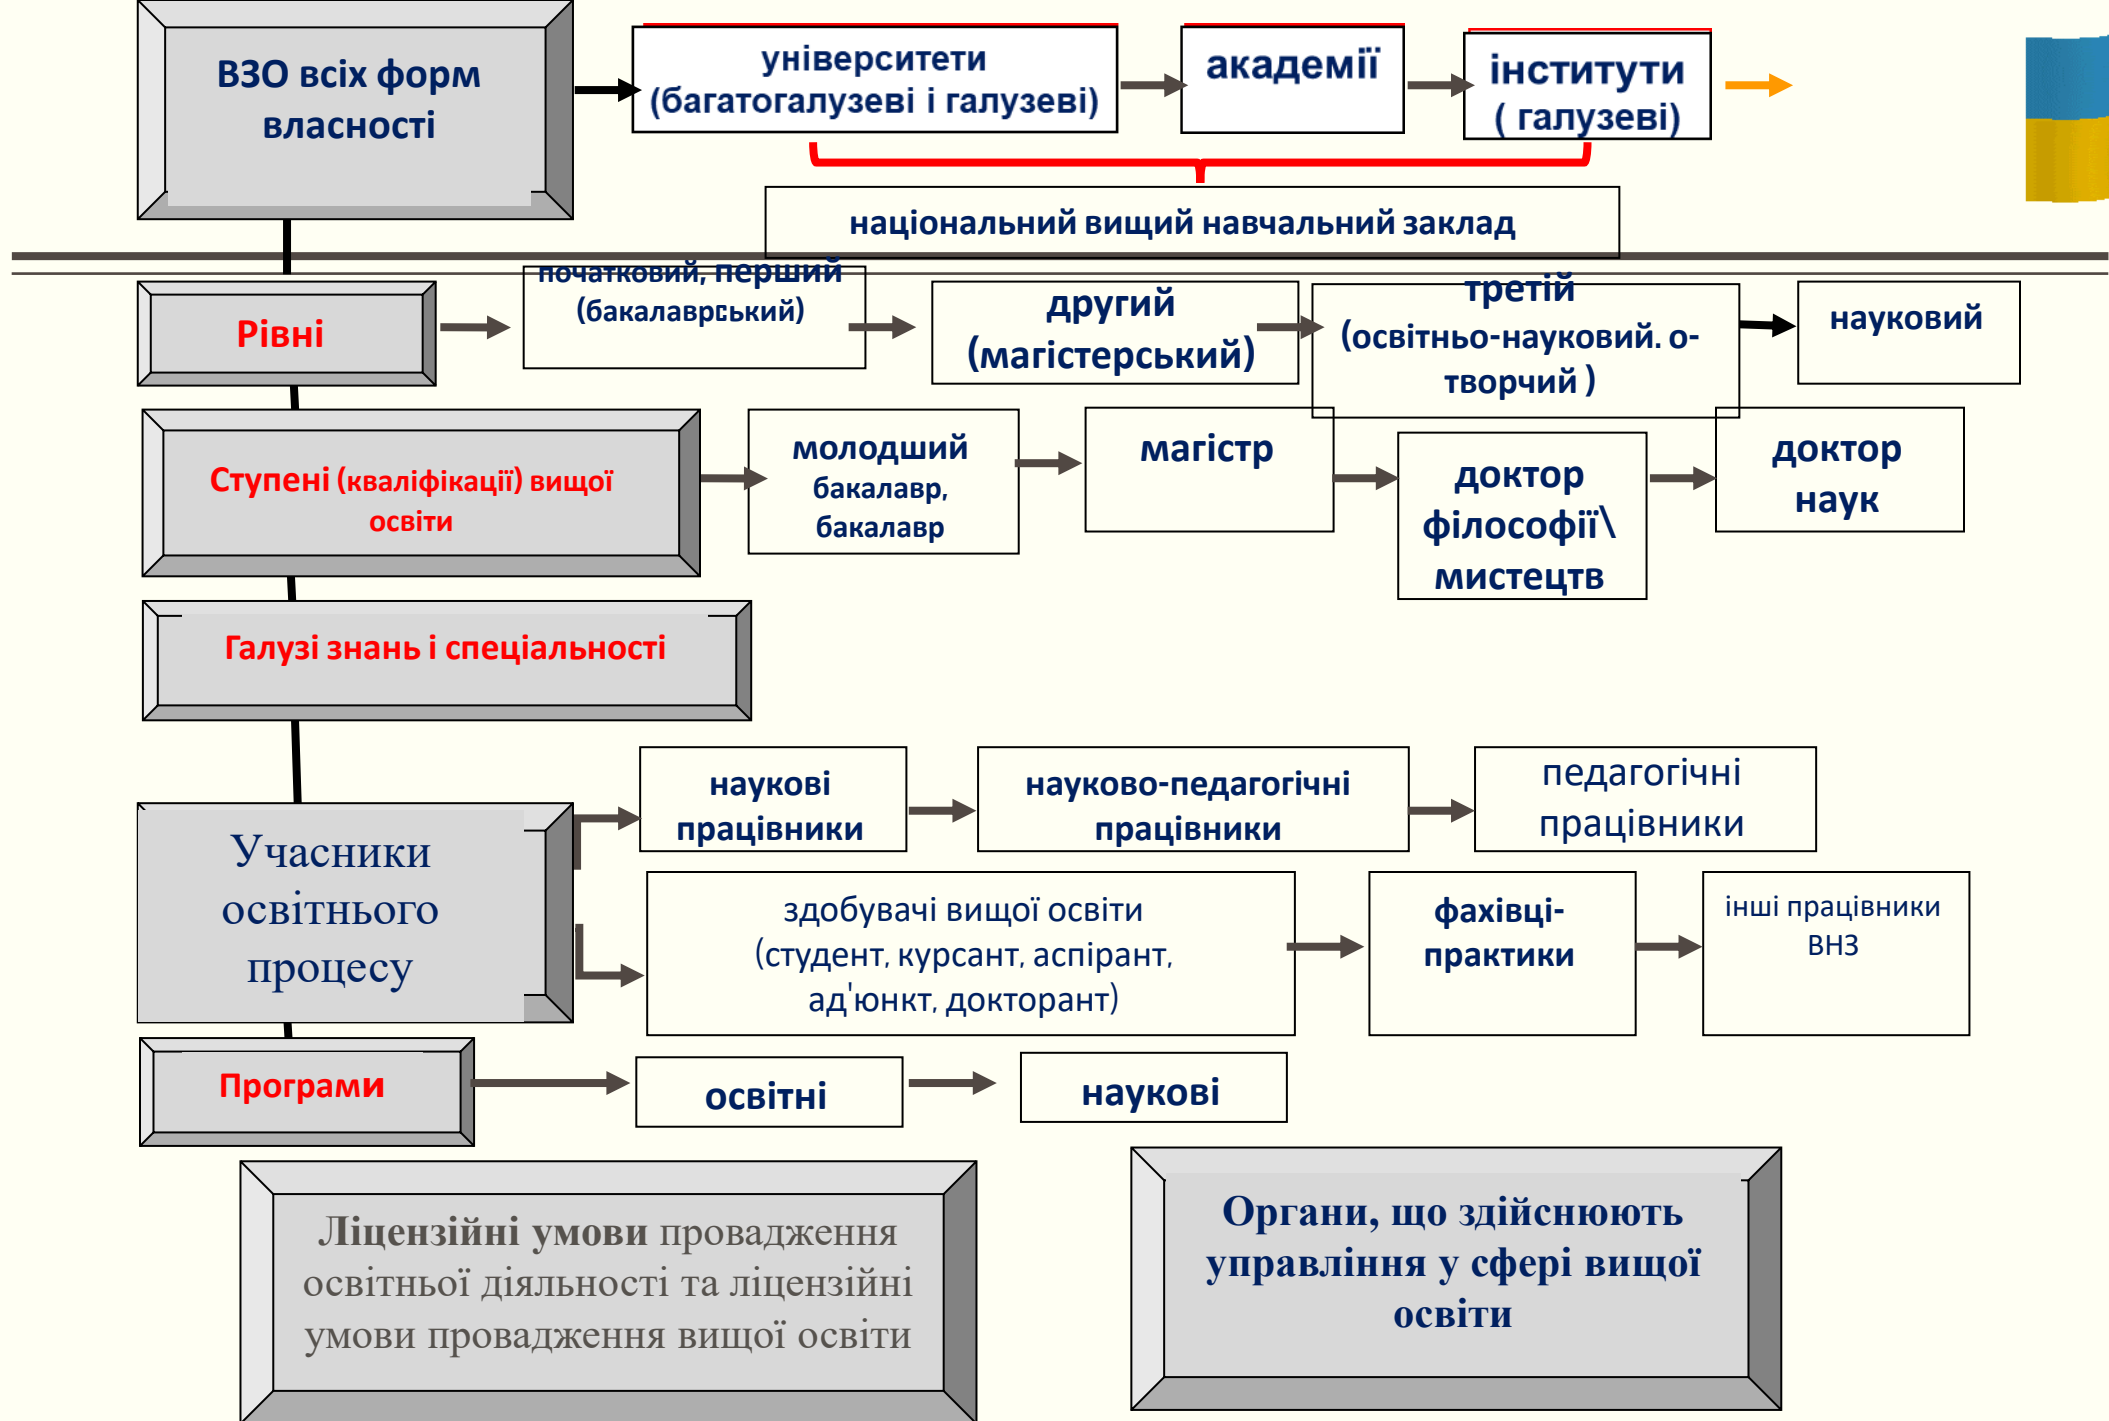 ВЗО всіх форм
власності
університети
(багатогалузеві і галузеві)
академії
інститути
( галузеві)
національний вищий навчальний заклад
Рівні
початковий, перший
(бакалаврський)
другий
(магістерський)
третій
(освітньо-науковий. о-
творчий )
науковий
Ступені (кваліфікації) вищої
освіти
молодший
бакалавр,
бакалавр
магістр
доктор
філософії\
мистецтв
доктор
наук
Галузі знань і спеціальності
Учасники
освітнього
процесу
наукові
працівники
науково-педагогічні
працівники
педагогічні
працівники
здобувачі вищої освіти
(студент, курсант, аспірант,
ад'юнкт, докторант)
фахівці-
практики
інші працівники
ВНЗ
Програми
освітні
наукові
Ліцензійні умови провадження
освітньої діяльності та ліцензійні
умови провадження вищої освіти
Органи, що здійснюють
управління у сфері вищої
освіти